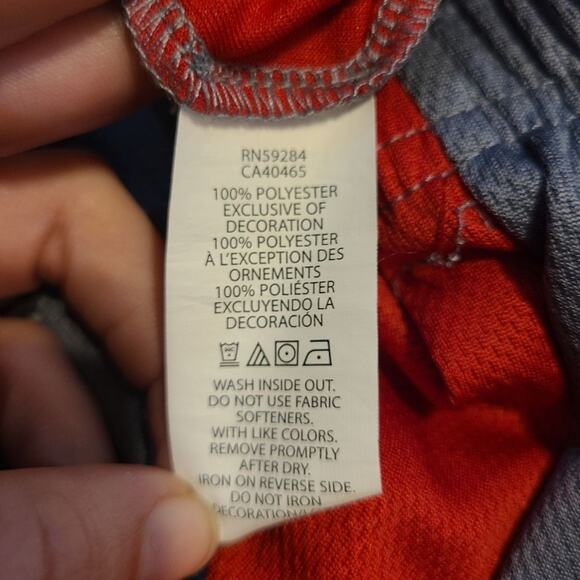 RN59284
CA40465
100% POLYESTER
EXCLUSIVE OF
DECORATION
100% POLYESTER
À L'EXCEPTION DES
ORNEMENTS
100% POLIÉSTER
EXCLUYENDO LA
DECORACIÓN
WASH INSIDE OUT.
DO NOT USE FABRIC
SOFTENERS.
WITH LIKE COLORS.
REMOVE PROMPTLY
AFTER DRY.
IRON ON REVERSE SIDE.
DO NOT IRON
DECORATION/